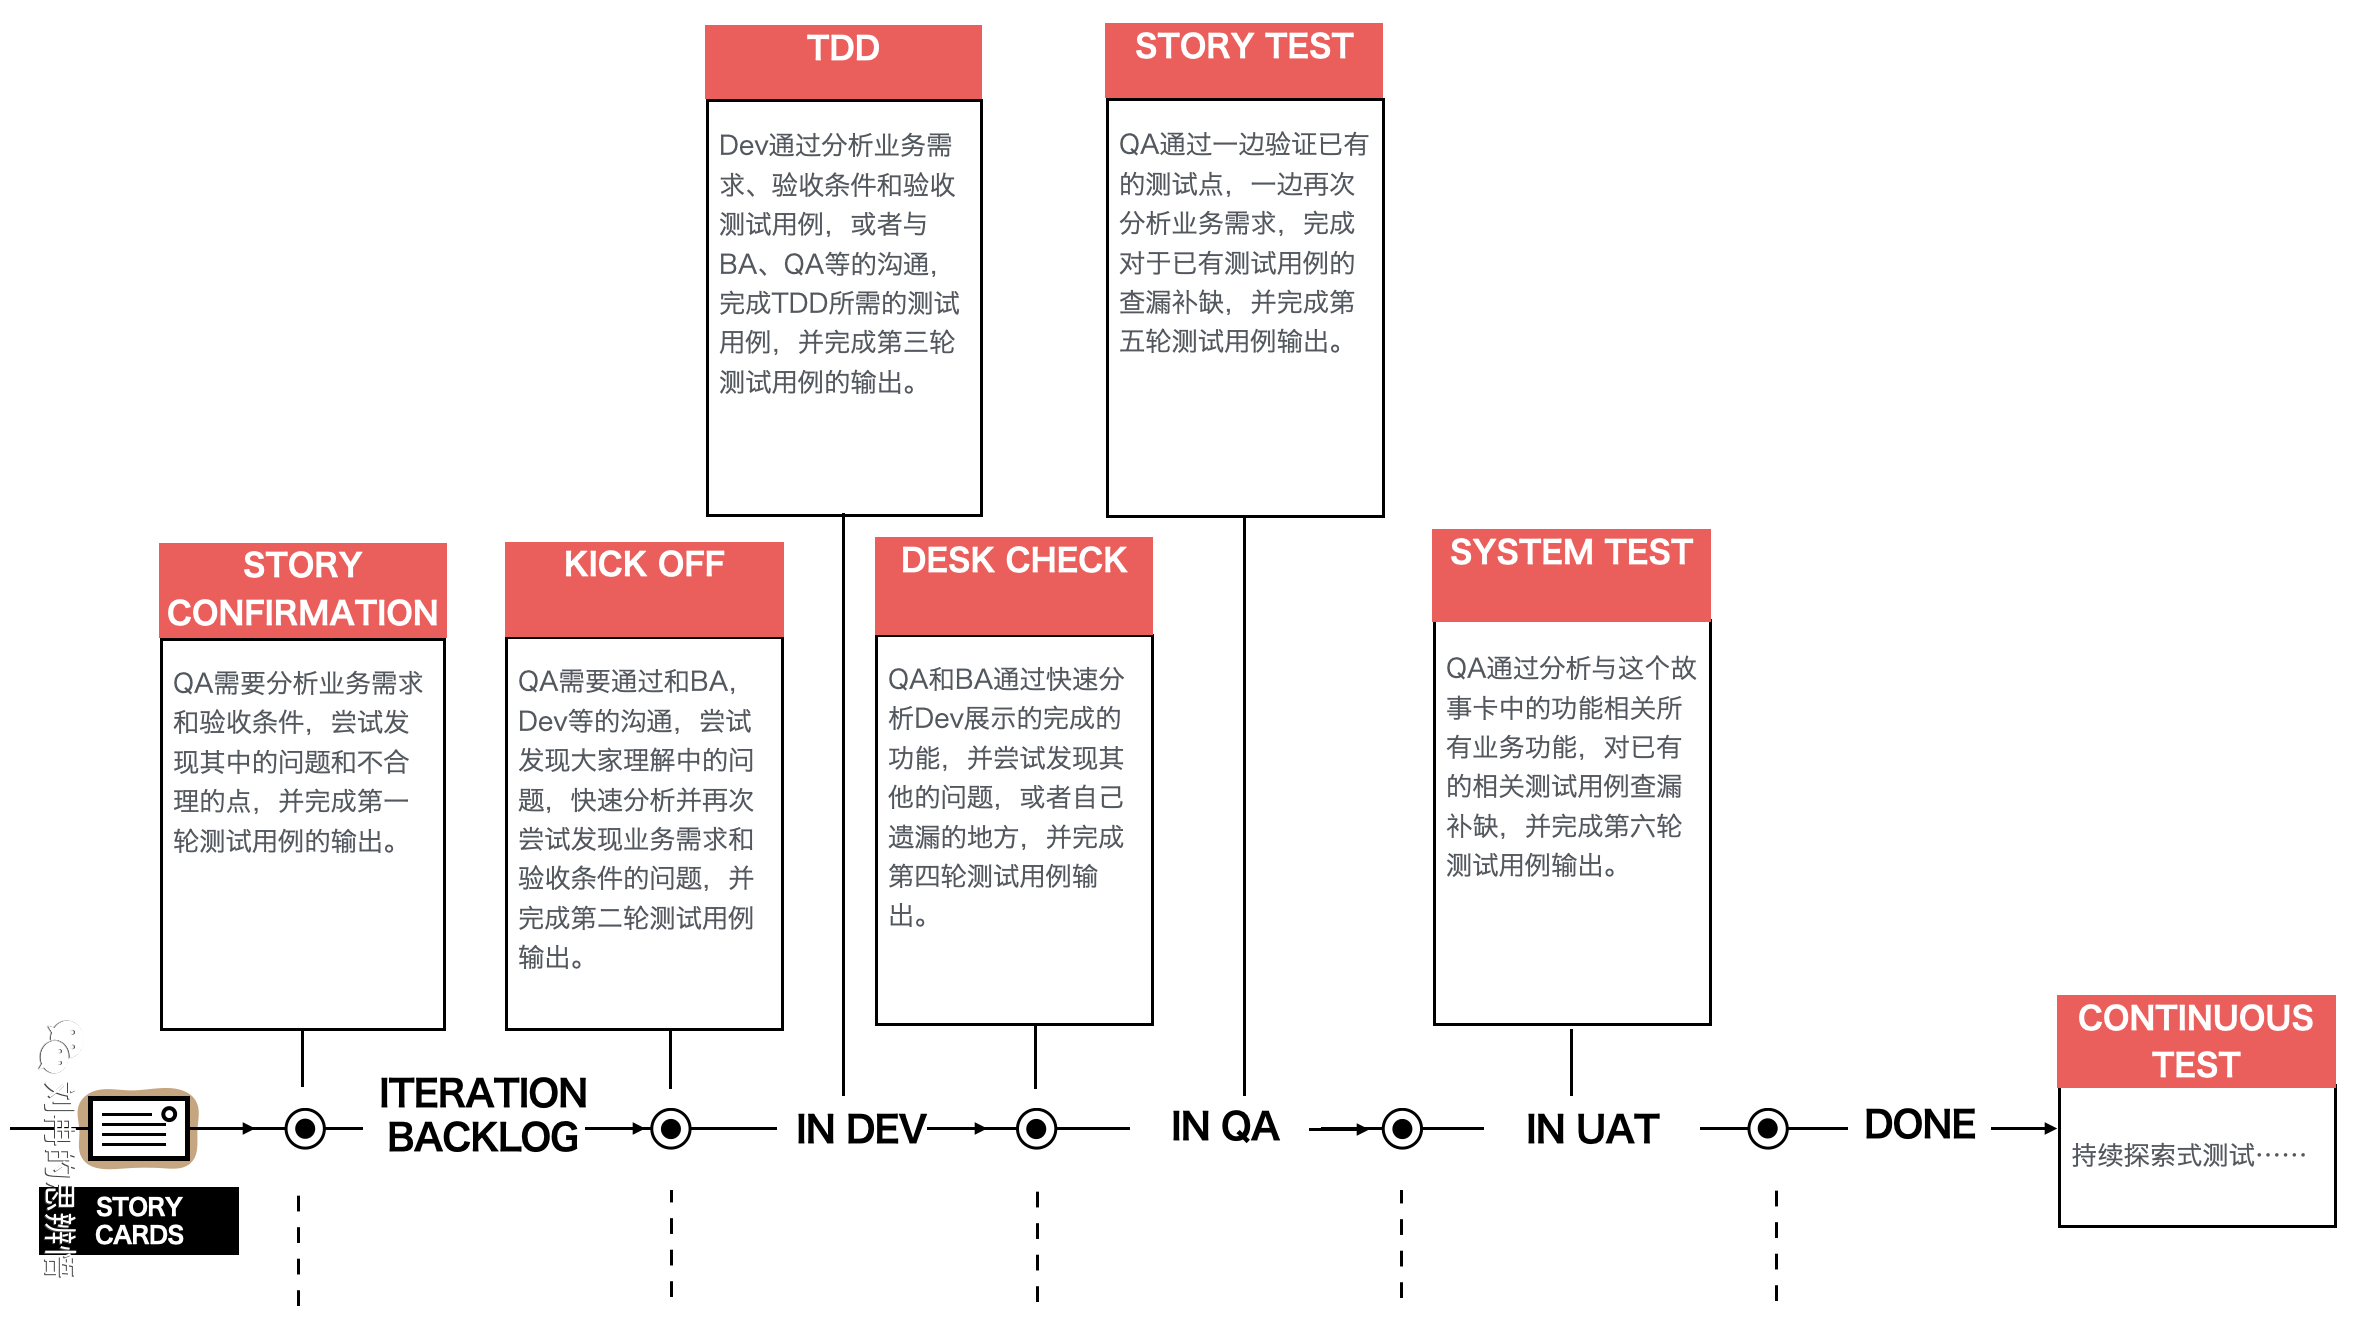 TDD
Dev通过分析业务需
求、验收条件和验收
测试用例，或者与
BA、QA等的沟通，
完成TDD所需的测试
用例，并完成第三轮
测试用例的输出。
STORY TEST
QA通过一边验证已有
的测试点，一边再次
分析业务需求，完成
对于已有测试用例的
查漏补缺，并完成第
五轮测试用例输出。
STORY
CONFIRMATION
QA需要分析业务需求
和验收条件，尝试发
现其中的问题和不合
理的点，并完成第一
轮测试用例的输出。
KICK OFF
QA需要通过和BA，
Dev等的沟通，尝试
发现大家理解中的问
题，快速分析并再次
尝试发现业务需求和
验收条件的问题，并
完成第二轮测试用例
输出。
DESK CHECK
QA和BA通过快速分
析Dev展示的完成的
功能，并尝试发现其
他的问题，或者自己
遗漏的地方，并完成
第四轮测试用例输
出。
SYSTEM TEST
QA通过分析与这个故
事卡中的功能相关所
有业务功能，对已有
的相关测试用例查漏
补缺，并完成第六轮
测试用例输出。
CONTINUOUS
TEST
持续探索式测试……
ITERATION
BACKLOG
IN DEV
IN QA
IN UAT
DONE
STORY
CARDS